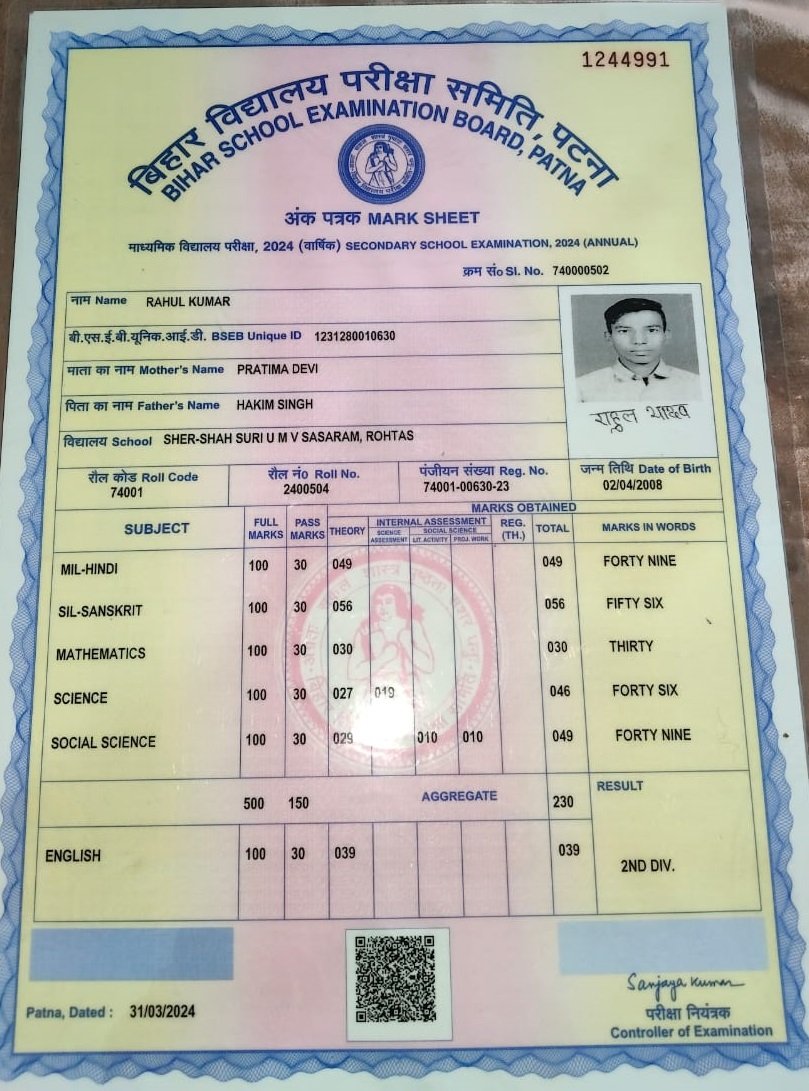 1244991
बिहार विद्यालय परीक्षा समिति, पटना
BIHAR SCHOOL EXAMINATION BOARD, PATNA
अंक पत्रक MARK SHEET
माध्यमिक विद्यालय परीक्षा, 2024 (वार्षिक) SECONDARY SCHOOL EXAMINATION, 2024 (ANNUAL)
क्रम सं० Sl. No. 740000502
नाम Name RAHUL KUMAR
बी.एस.ई.बी.यूनिक.आई.डी. BSEB Unique ID 1231280010630
माता का नाम Mother's Name PRATIMA DEVI
पिता का नाम Father's Name HAKIM SINGH
राहुल यादव
विद्यालय School SHER-SHAH SURI U M V SASARAM, ROHTAS
रौल कोड Roll Code रौल नं० Roll No. पंजीयन संख्या Reg. No. जन्म तिथि Date of Birth
74001 2400504 74001-00630-23 02/04/2008
MARKS OBTAINED
SUBJECT FULL MARKS PASS MARKS THEORY INTERNAL ASSESSMENT REG. (TH.) TOTAL MARKS IN WORDS
SCIENCE ASSESSMENT SOCIAL SCIENCE LIT. ACTIVITY PROJ. WORK
MIL-HINDI 100 30 049 049 FORTY NINE
SIL-SANSKRIT 100 30 056 056 FIFTY SIX
MATHEMATICS 100 30 030 030 THIRTY
SCIENCE 100 30 027 019 046 FORTY SIX
SOCIAL SCIENCE 100 30 029 010 010 049 FORTY NINE
500 150 AGGREGATE 230 RESULT
ENGLISH 100 30 039 039 2ND DIV.
Patna, Dated : 31/03/2024
Sanjaya Kumar
परीक्षा नियंत्रक
Controller of Examination